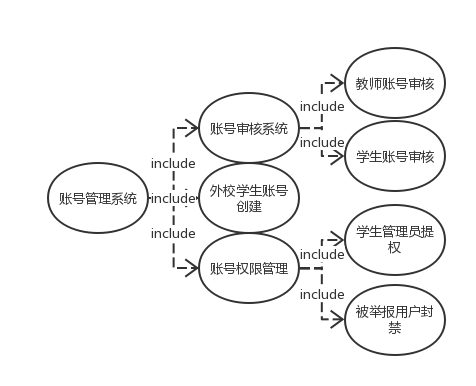 教师账号审核
include
账号审核系统
include
学生账号审核
include
账号管理系统
include
外校学生账号
创建
include
学生管理员提
权
include
账号权限管理
include
被举报用户封
禁